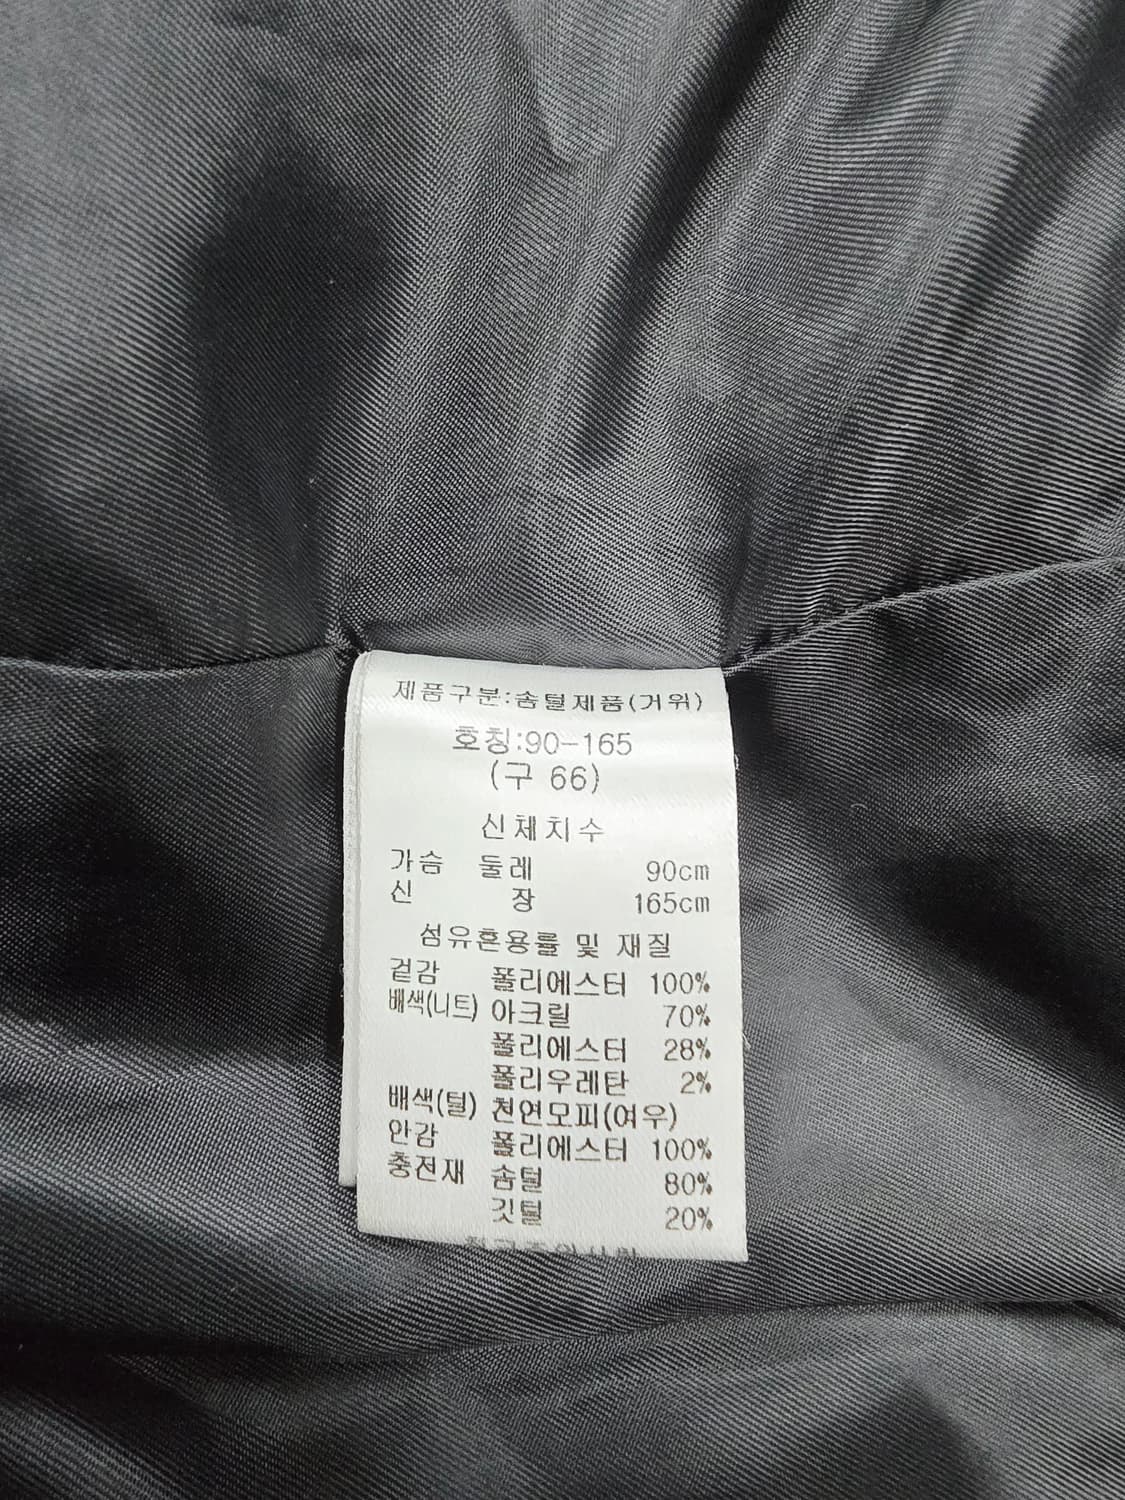 제품구분:솜털제품(거위)
호칭:90-165
(구 66)
신체치수
가슴 둘레 90cm
신 장 165cm
섬유혼용률 및 재질
겉감 폴리에스터 100%
배색(니트) 아크릴 70%
폴리에스터 28%
폴리우레탄 2%
배색(털) 천연모피(여우)
안감 폴리에스터 100%
충전재 솜털 80%
깃털 20%